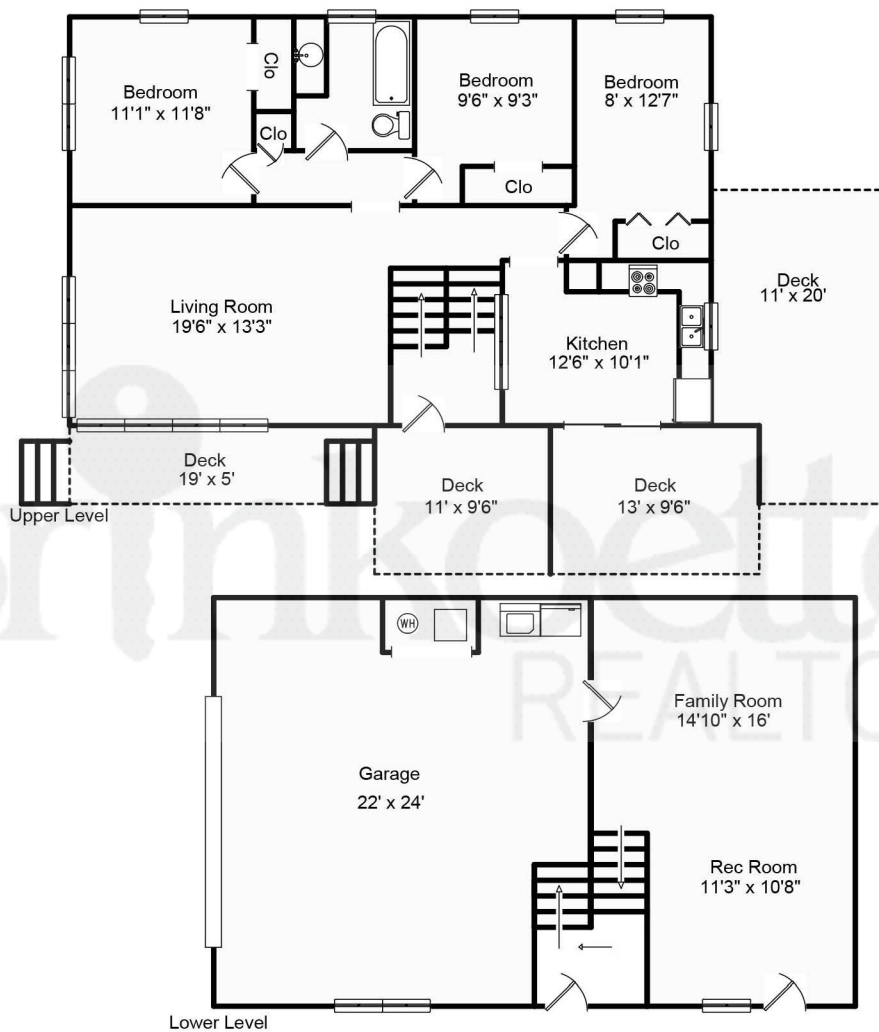 Bedroom
11'1" x 11'8"
Clo
Clo
Bedroom
9'6" x 9'3"
Clo
Bedroom
8' x 12'7"
Clo
Living Room
19'6" x 13'3"
Kitchen
12'6" x 10'1"
Deck
11' x 20'
Deck
19' x 5'
Deck
11' x 9'6"
Deck
13' x 9'6"
Upper Level
WH
Family Room
14'10" x 16'
Garage
22' x 24'
Rec Room
11'3" x 10'8"
Lower Level
rinkoette
REALTO